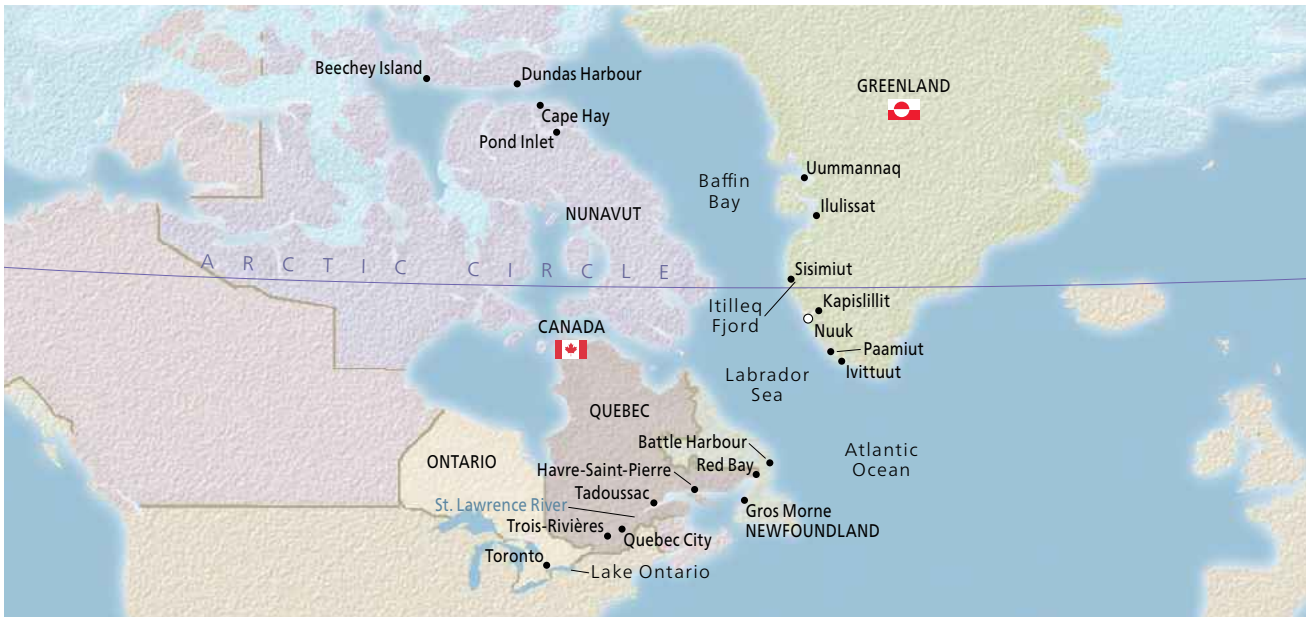 Beechey Island
Dundas Harbour
GREENLAND
Cape Hay
Pond Inlet
Uummannaq
Baffin
Bay
Ilulissat
NUNAVUT
ARCTIC CIRCLE
Sisimiut
Itilleq
Fjord
Kapislillit
Nuuk
CANADA
Paamiut
Ivittuut
Labrador
Sea
QUEBEC
Battle Harbour
Atlantic
Ocean
ONTARIO
Red Bay
Havre-Saint-Pierre
Tadoussac
St. Lawrence River
Gros Morne
NEWFOUNDLAND
Trois-Rivières
Quebec City
Toronto
Lake Ontario